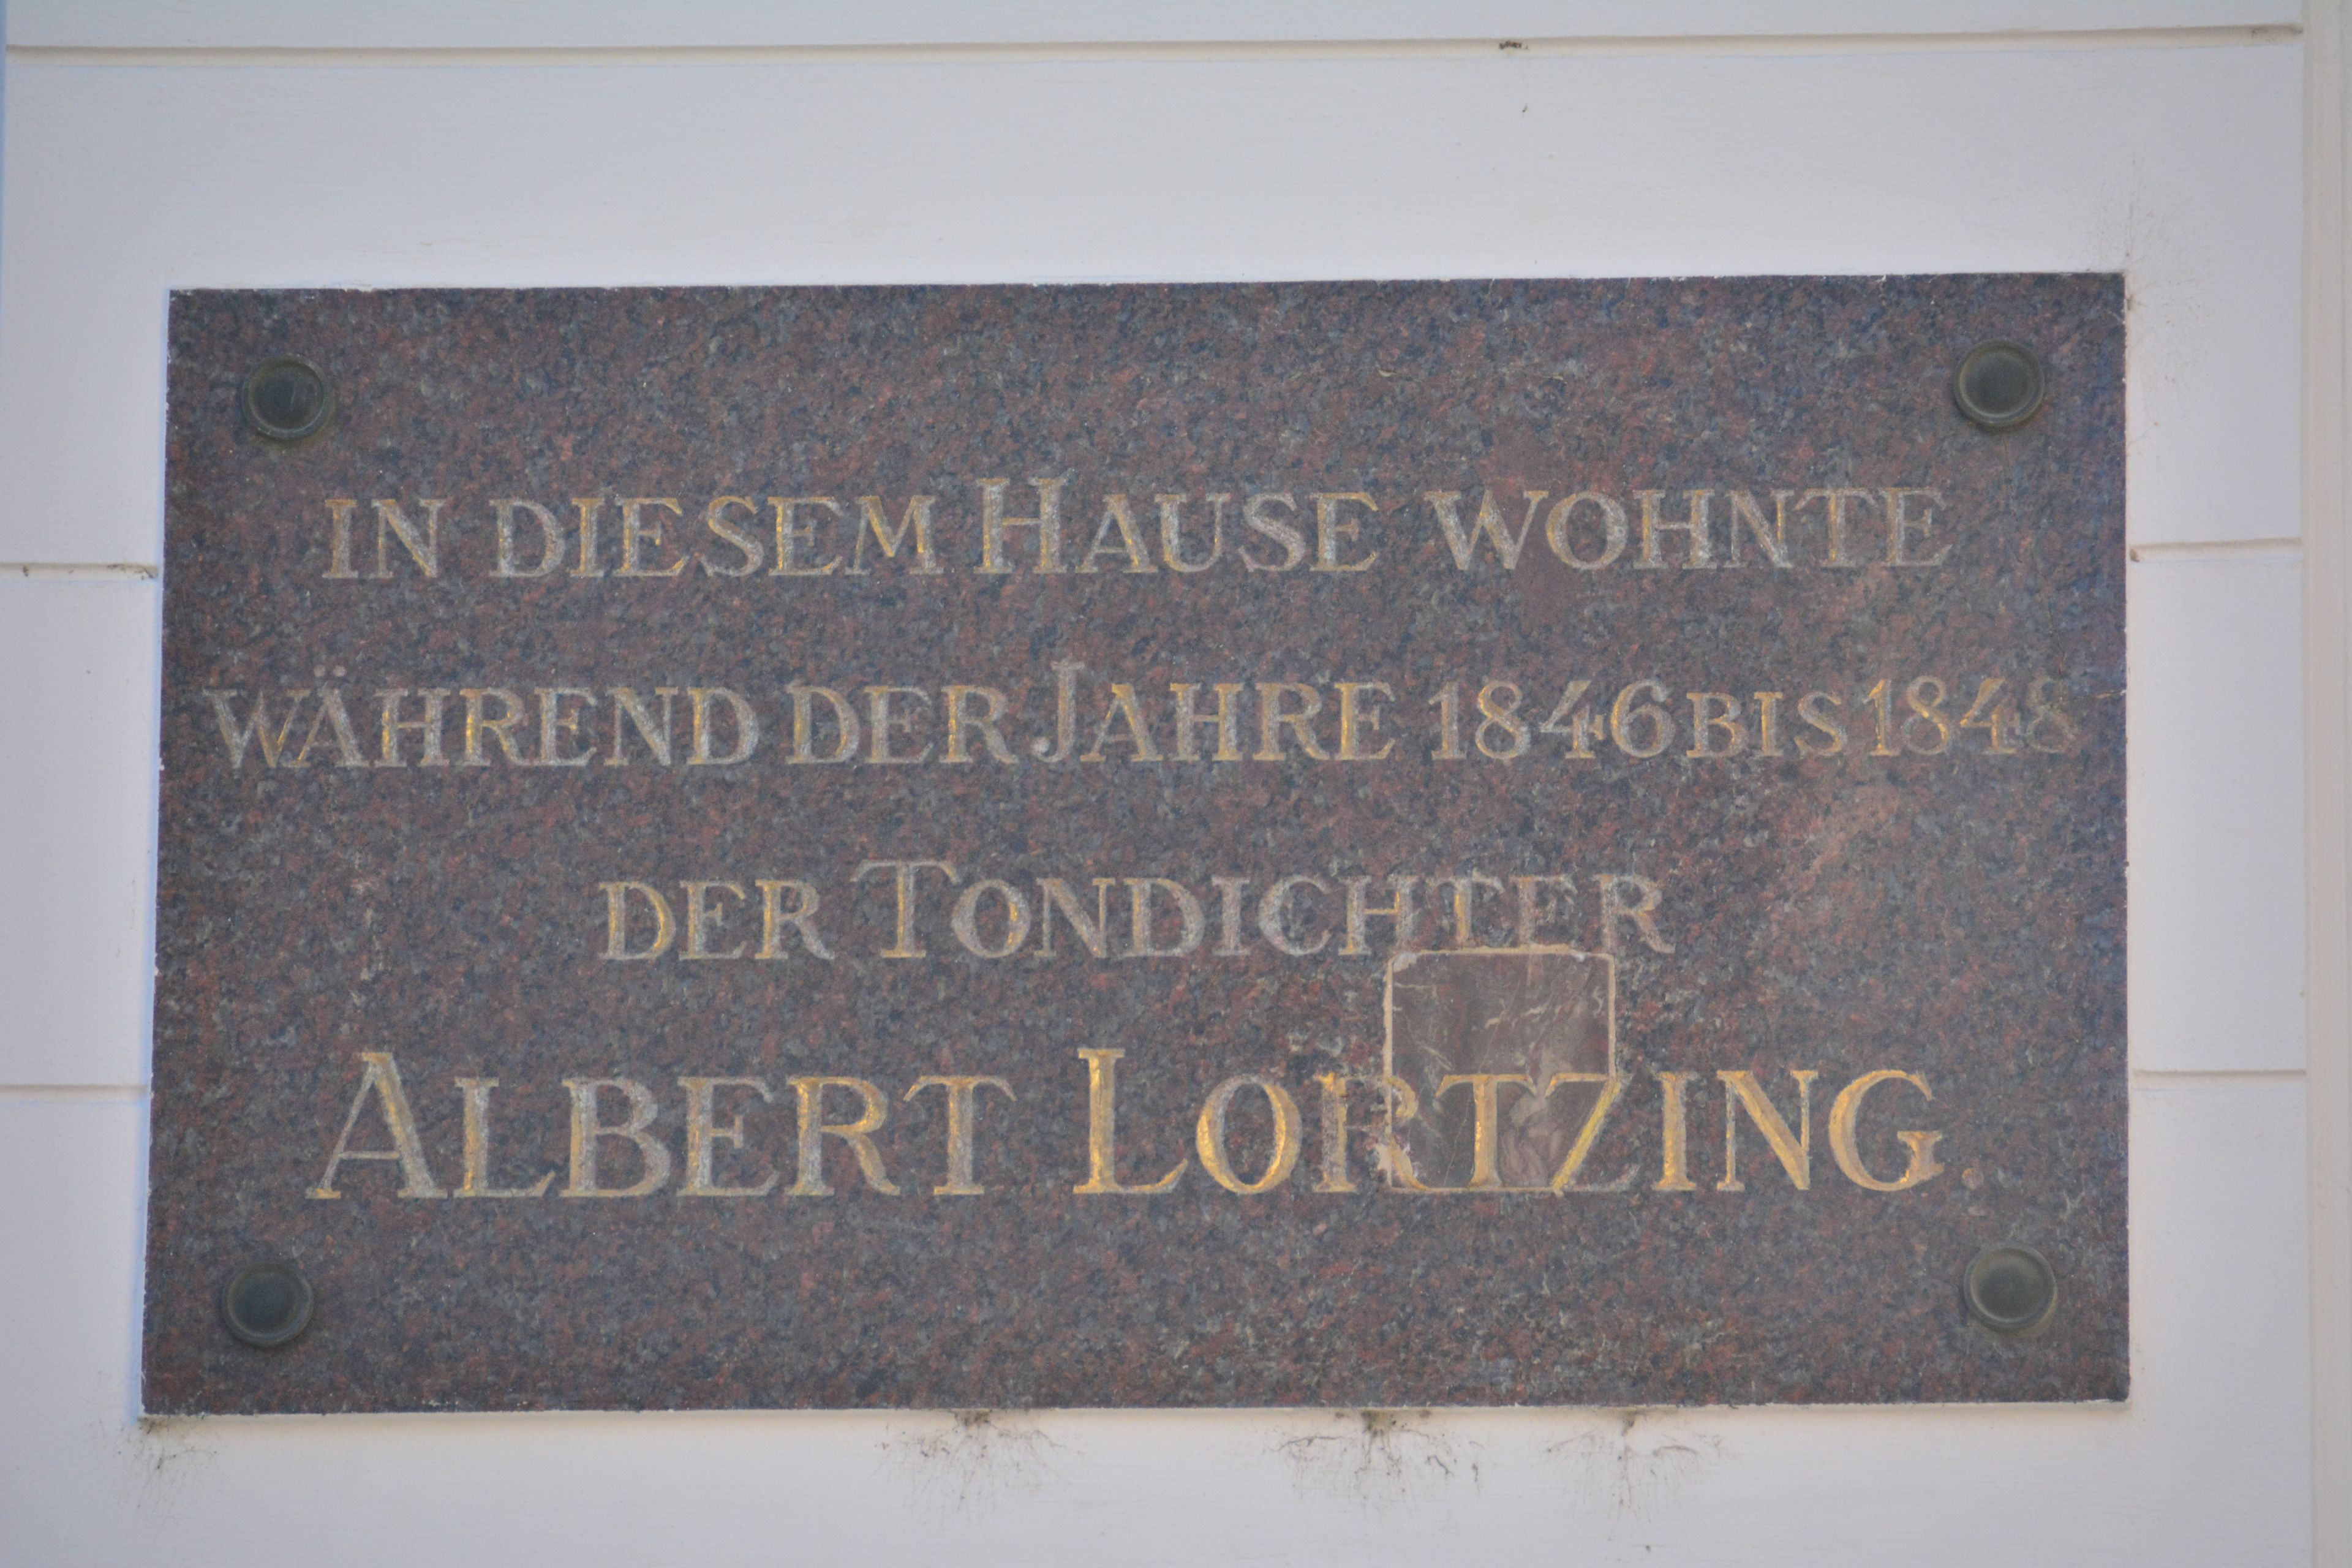 IN DIESEM HAUSE WOHNTE
WÄHREND DER JAHRE 1846 BIS 1848
DER TONDICHTER
ALBERT LORTZING.